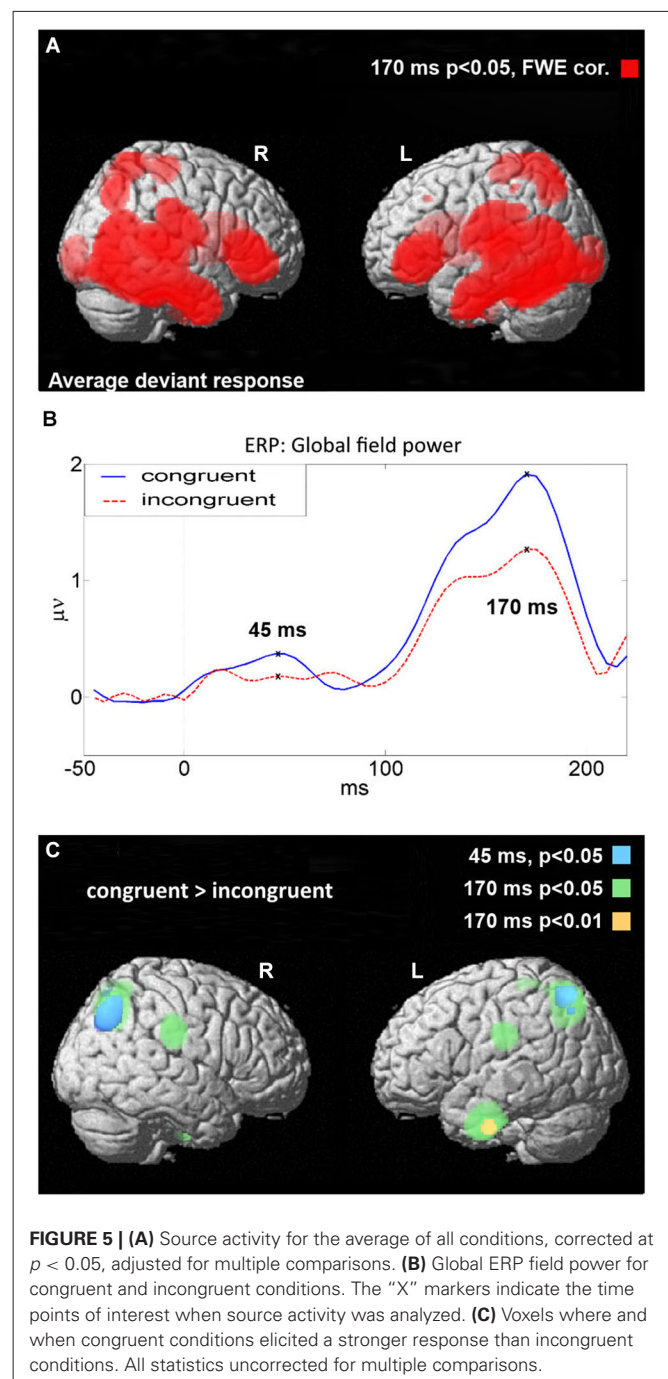 A
170 ms p<0.05, FWE cor.
R
L
Average deviant response
B
ERP: Global field power
congruent
incongruent
2
1
0
μv
45 ms
170 ms
-50
0
100
200
ms
C
45 ms, p<0.05
170 ms p<0.05
170 ms p<0.01
congruent > incongruent
R
L
FIGURE 5 | (A) Source activity for the average of all conditions, corrected at
p < 0.05, adjusted for multiple comparisons. (B) Global ERP field power for
congruent and incongruent conditions. The “X” markers indicate the time
points of interest when source activity was analyzed. (C) Voxels where and
when congruent conditions elicited a stronger response than incongruent
conditions. All statistics uncorrected for multiple comparisons.